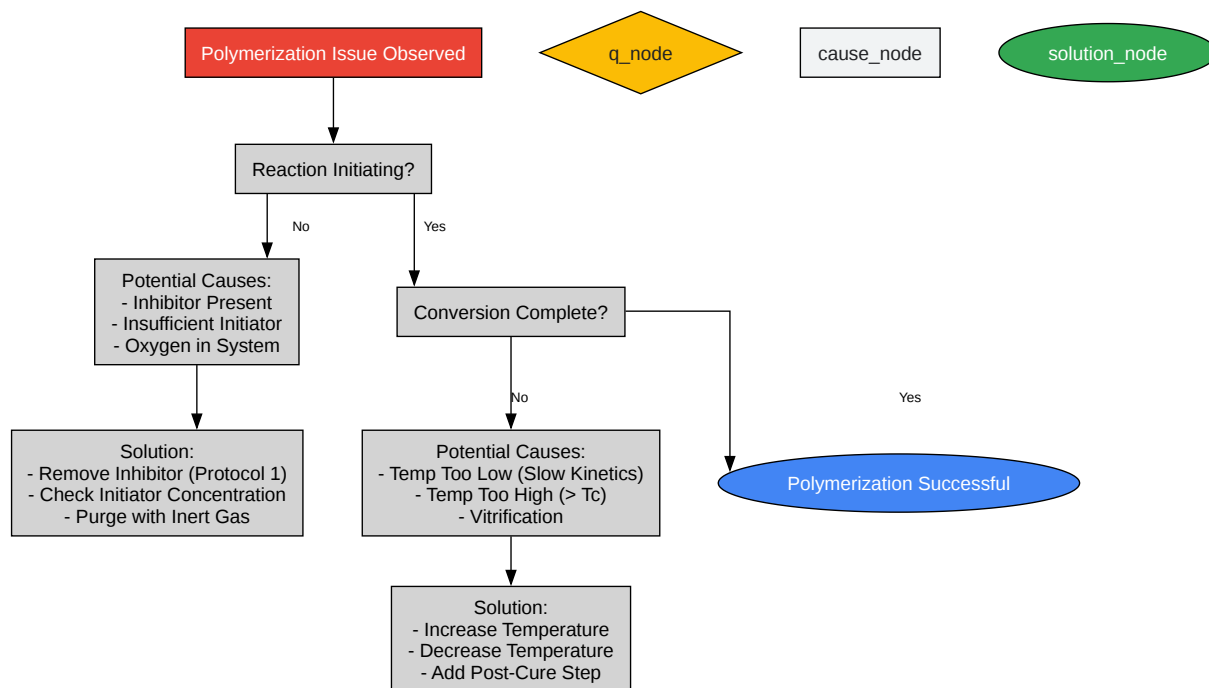 Polymerization Issue Observed
q_node
cause_node
solution_node
Reaction Initiating?
No
Yes
Potential Causes:
- Inhibitor Present
- Insufficient Initiator
- Oxygen in System
Conversion Complete?
No
Yes
Solution:
- Remove Inhibitor (Protocol 1)
- Check Initiator Concentration
- Purge with Inert Gas
Potential Causes:
- Temp Too Low (Slow Kinetics)
- Temp Too High (> Tc)
- Vitrification
Polymerization Successful
Solution:
- Increase Temperature
- Decrease Temperature
- Add Post-Cure Step